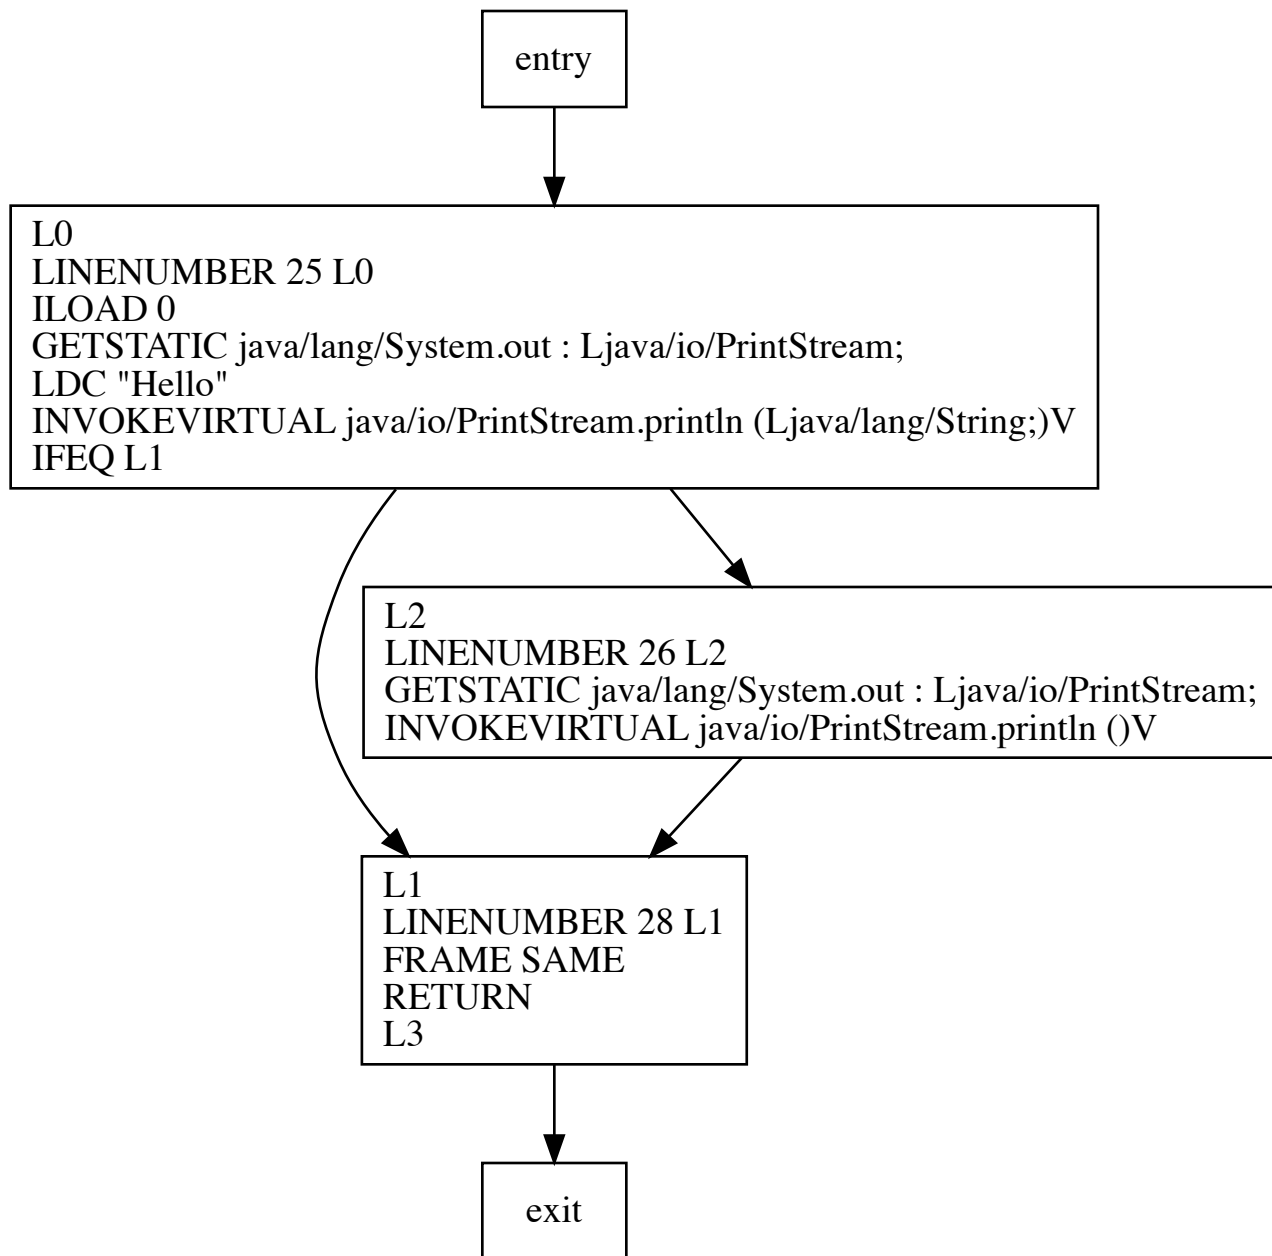 entry
L0
LINENUMBER 25 L0
ILOAD 0
GETSTATIC java/lang/System.out : Ljava/io/PrintStream;
LDC "Hello"
INVOKEVIRTUAL java/io/PrintStream.println (Ljava/lang/String;)V
IFEQ L1
L2
LINENUMBER 26 L2
GETSTATIC java/lang/System.out : Ljava/io/PrintStream;
INVOKEVIRTUAL java/io/PrintStream.println ()V
L1
LINENUMBER 28 L1
FRAME SAME
RETURN
L3
exit